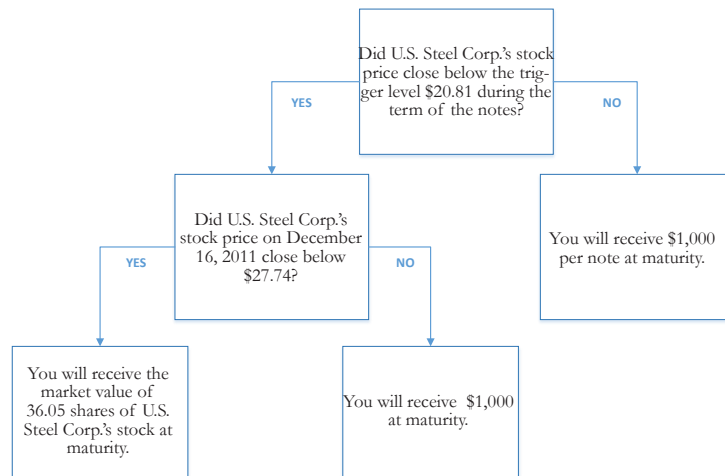 Did U.S. Steel Corp.'s stock
price close below the trig-
ger level $20.81 during the
term of the notes?
YES
NO
Did U.S. Steel Corp.'s
stock price on December
16, 2011 close below
$27.74?
You will receive $1,000
per note at maturity.
YES
NO
You will receive the
market value of
36.05 shares of U.S.
Steel Corp.'s stock at
maturity.
You will receive $1,000
at maturity.